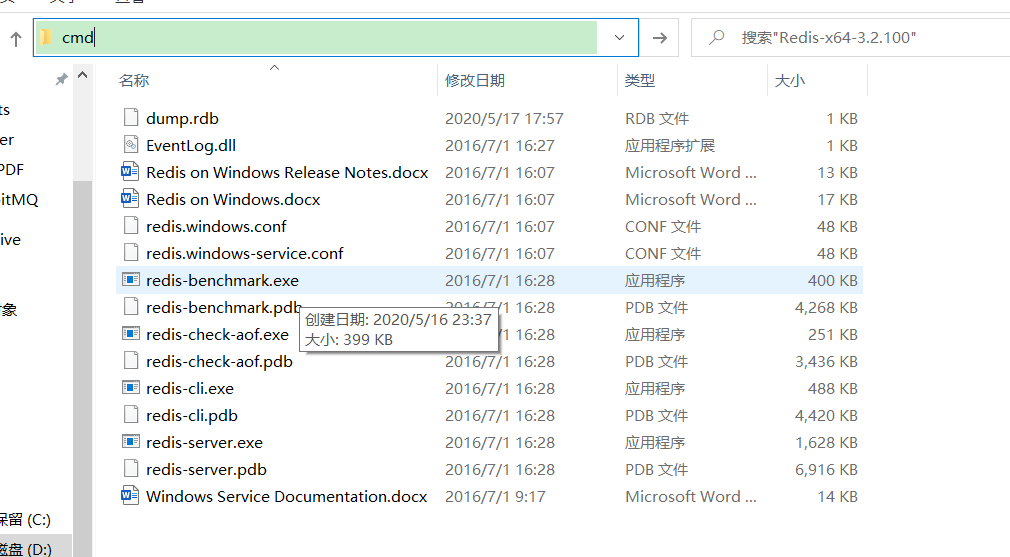 cmd
搜索"Redis-x64-3.2.100"
名称 修改日期 类型 大小
dump.rdb 2020/5/17 17:57 RDB 文件 1 KB
EventLog.dll 2016/7/1 16:27 应用程序扩展 1 KB
Redis on Windows Release Notes.docx 2016/7/1 16:07 Microsoft Word ... 13 KB
Redis on Windows.docx 2016/7/1 16:07 Microsoft Word ... 17 KB
redis.windows.conf 2016/7/1 16:07 CONF 文件 48 KB
redis.windows-service.conf 2016/7/1 16:07 CONF 文件 48 KB
redis-benchmark.exe 2016/7/1 16:28 应用程序 400 KB
redis-benchmark.pdb 2016/7/1 16:28 PDB 文件 4,268 KB
创建日期: 2020/5/16 23:37
大小: 399 KB
redis-check-aof.exe 16:28 应用程序 251 KB
redis-check-aof.pdb 2016/7/1 16:28 PDB 文件 3,436 KB
redis-cli.exe 2016/7/1 16:28 应用程序 488 KB
redis-cli.pdb 2016/7/1 16:28 PDB 文件 4,420 KB
redis-server.exe 2016/7/1 16:28 应用程序 1,628 KB
redis-server.pdb 2016/7/1 16:28 PDB 文件 6,916 KB
Windows Service Documentation.docx 2016/7/1 9:17 Microsoft Word ... 14 KB
ts
er
PDF
itMQ
ive
象
保留 (C:)
磁盘 (D:)